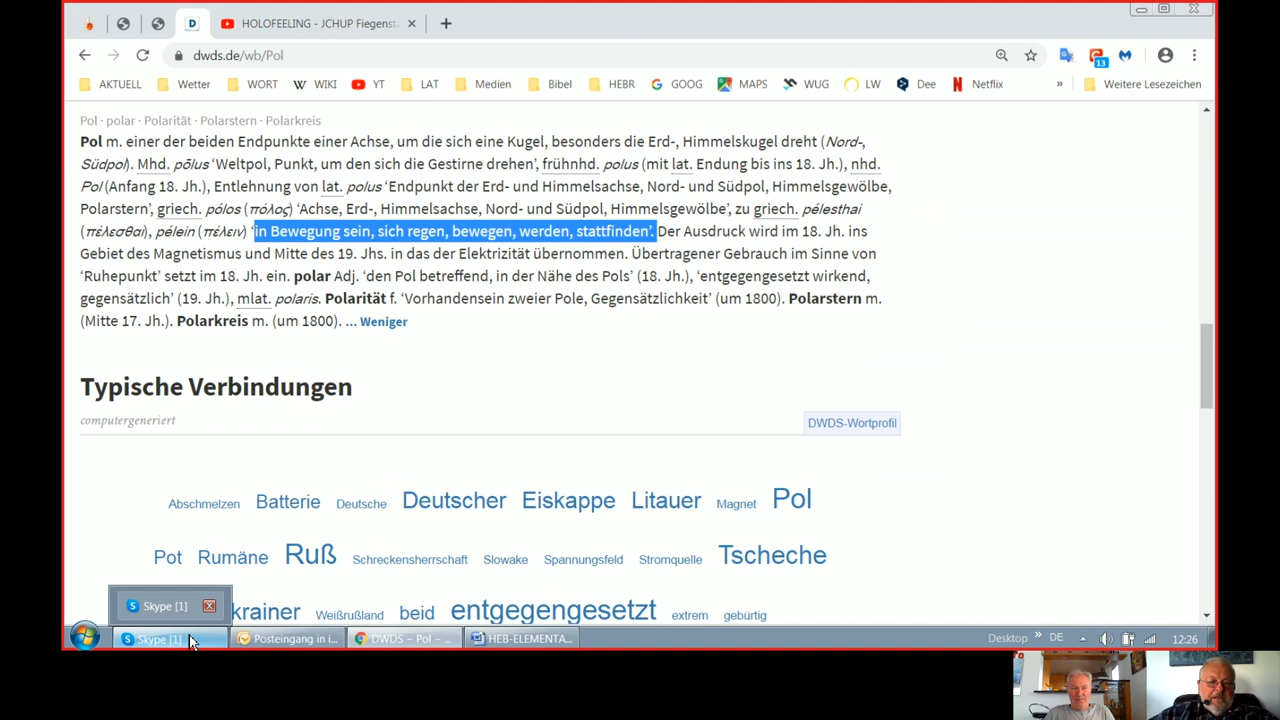 D
HOLOFEELING - JCHUP Fiegenst
dwds.de/wb/Pol
13
AKTUELL Wetter WORT WIKI YT LAT Medien Bibel HEBR GOOG MAPS WUG LW Dee Netflix » Weitere Lesezeichen
Pol · polar · Polarität · Polarstern · Polarkreis
Pol m. einer der beiden Endpunkte einer Achse, um die sich eine Kugel, besonders die Erd-, Himmelskugel dreht (Nord-,
Südpol). Mhd. pōlus ‘Weltpol, Punkt, um den sich die Gestirne drehen’, frühnhd. polus (mit lat. Endung bis ins 18. Jh.), nhd.
Pol (Anfang 18. Jh.), Entlehnung von lat. polus ‘Endpunkt der Erd- und Himmelsachse, Nord- und Südpol, Himmelsgewölbe,
Polarstern’, griech. pólos (πόλος) ‘Achse, Erd-, Himmelsachse, Nord- und Südpol, Himmelsgewölbe’, zu griech. pélesthai
(πέλεσθαι), pélein (πέλειν) ‘in Bewegung sein, sich regen, bewegen, werden, stattfinden’. Der Ausdruck wird im 18. Jh. ins
Gebiet des Magnetismus und Mitte des 19. Jhs. in das der Elektrizität übernommen. Übertragener Gebrauch im Sinne von
‘Ruhepunkt’ setzt im 18. Jh. ein. polar Adj. ‘den Pol betreffend, in der Nähe des Pols’ (18. Jh.), ‘entgegengesetzt wirkend,
gegensätzlich’ (19. Jh.), mlat. polaris. Polarität f. ‘Vorhandensein zweier Pole, Gegensätzlichkeit’ (um 1800). Polarstern m.
(Mitte 17. Jh.). Polarkreis m. (um 1800). ... Weniger
Typische Verbindungen
computergeneriert
DWDS-Wortprofil
Abschmelzen Batterie Deutsche Deutscher Eiskappe Litauer Magnet Pol
Pot Rumäne Ruß Schreckensherrschaft Slowake Spannungsfeld Stromquelle Tscheche
krainer Weißrußland beid entgegengesetzt extrem gebürtig
Skype [1]
Skype [1] Posteingang in i... DWDS – Pol – ... HEB-ELEMENTA... Desktop » DE 12:26